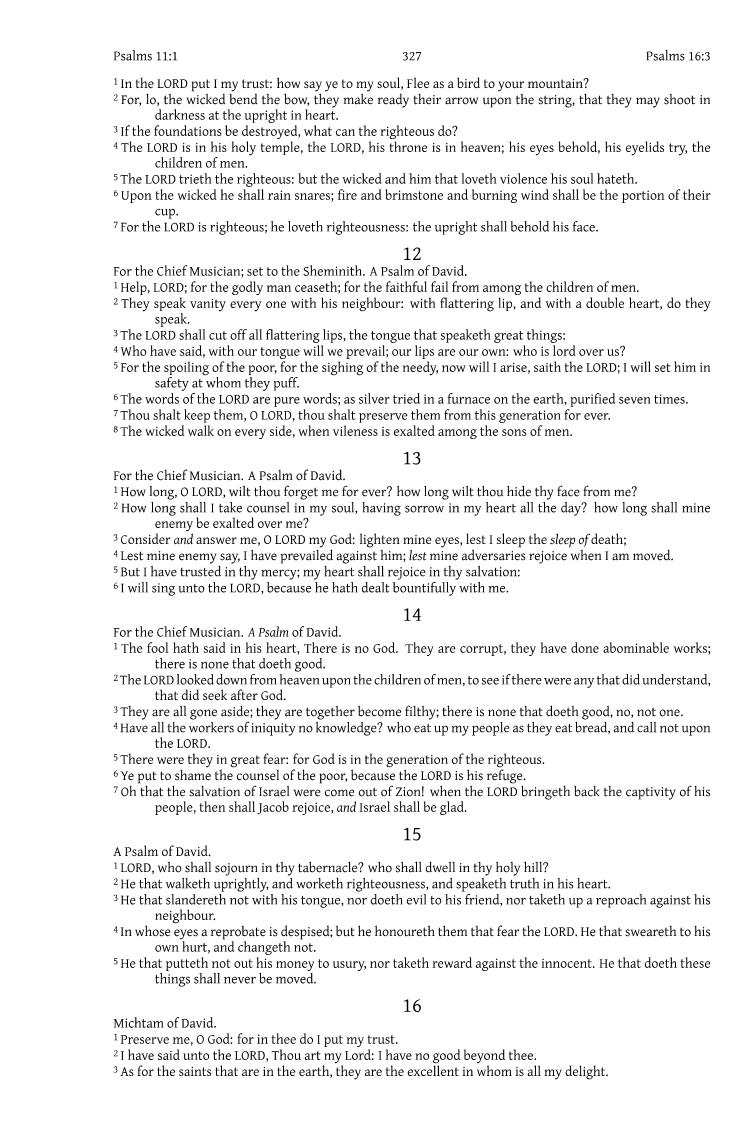 Psalms 11:1 327 Psalms 16:3
1 In the LORD put I my trust: how say ye to my soul, Flee as a bird to your mountain?
2 For, lo, the wicked bend the bow, they make ready their arrow upon the string, that they may shoot in
darkness at the upright in heart.
3 If the foundations be destroyed, what can the righteous do?
4 The LORD is in his holy temple, the LORD, his throne is in heaven; his eyes behold, his eyelids try, the
children of men.
5 The LORD trieth the righteous: but the wicked and him that loveth violence his soul hateth.
6 Upon the wicked he shall rain snares; fire and brimstone and burning wind shall be the portion of their
cup.
7 For the LORD is righteous; he loveth righteousness: the upright shall behold his face.
12
For the Chief Musician; set to the Sheminith. A Psalm of David.
1 Help, LORD; for the godly man ceaseth; for the faithful fail from among the children of men.
2 They speak vanity every one with his neighbour: with flattering lip, and with a double heart, do they
speak.
3 The LORD shall cut off all flattering lips, the tongue that speaketh great things:
4 Who have said, with our tongue will we prevail; our lips are our own: who is lord over us?
5 For the spoiling of the poor, for the sighing of the needy, now will I arise, saith the LORD; I will set him in
safety at whom they puff.
6 The words of the LORD are pure words; as silver tried in a furnace on the earth, purified seven times.
7 Thou shalt keep them, O LORD, thou shalt preserve them from this generation for ever.
8 The wicked walk on every side, when vileness is exalted among the sons of men.
13
For the Chief Musician. A Psalm of David.
1 How long, O LORD, wilt thou forget me for ever? how long wilt thou hide thy face from me?
2 How long shall I take counsel in my soul, having sorrow in my heart all the day? how long shall mine
enemy be exalted over me?
3 Consider and answer me, O LORD my God: lighten mine eyes, lest I sleep the sleep of death;
4 Lest mine enemy say, I have prevailed against him; lest mine adversaries rejoice when I am moved.
5 But I have trusted in thy mercy; my heart shall rejoice in thy salvation:
6 I will sing unto the LORD, because he hath dealt bountifully with me.
14
For the Chief Musician. A Psalm of David.
1 The fool hath said in his heart, There is no God. They are corrupt, they have done abominable works;
there is none that doeth good.
2 The LORD looked down from heaven upon the children of men, to see if there were any that did understand,
that did seek after God.
3 They are all gone aside; they are together become filthy; there is none that doeth good, no, not one.
4 Have all the workers of iniquity no knowledge? who eat up my people as they eat bread, and call not upon
the LORD.
5 There were they in great fear: for God is in the generation of the righteous.
6 Ye put to shame the counsel of the poor, because the LORD is his refuge.
7 Oh that the salvation of Israel were come out of Zion! when the LORD bringeth back the captivity of his
people, then shall Jacob rejoice, and Israel shall be glad.
15
A Psalm of David.
1 LORD, who shall sojourn in thy tabernacle? who shall dwell in thy holy hill?
2 He that walketh uprightly, and worketh righteousness, and speaketh truth in his heart.
3 He that slandereth not with his tongue, nor doeth evil to his friend, nor taketh up a reproach against his
neighbour.
4 In whose eyes a reprobate is despised; but he honoureth them that fear the LORD. He that sweareth to his
own hurt, and changeth not.
5 He that putteth not out his money to usury, nor taketh reward against the innocent. He that doeth these
things shall never be moved.
16
Michtam of David.
1 Preserve me, O God: for in thee do I put my trust.
2 I have said unto the LORD, Thou art my Lord: I have no good beyond thee.
3 As for the saints that are in the earth, they are the excellent in whom is all my delight.